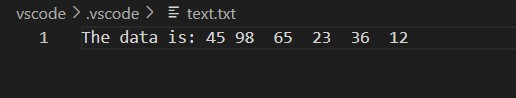 vscode > .vscode > text.txt
1 The data is: 45 98  65  23  36  12